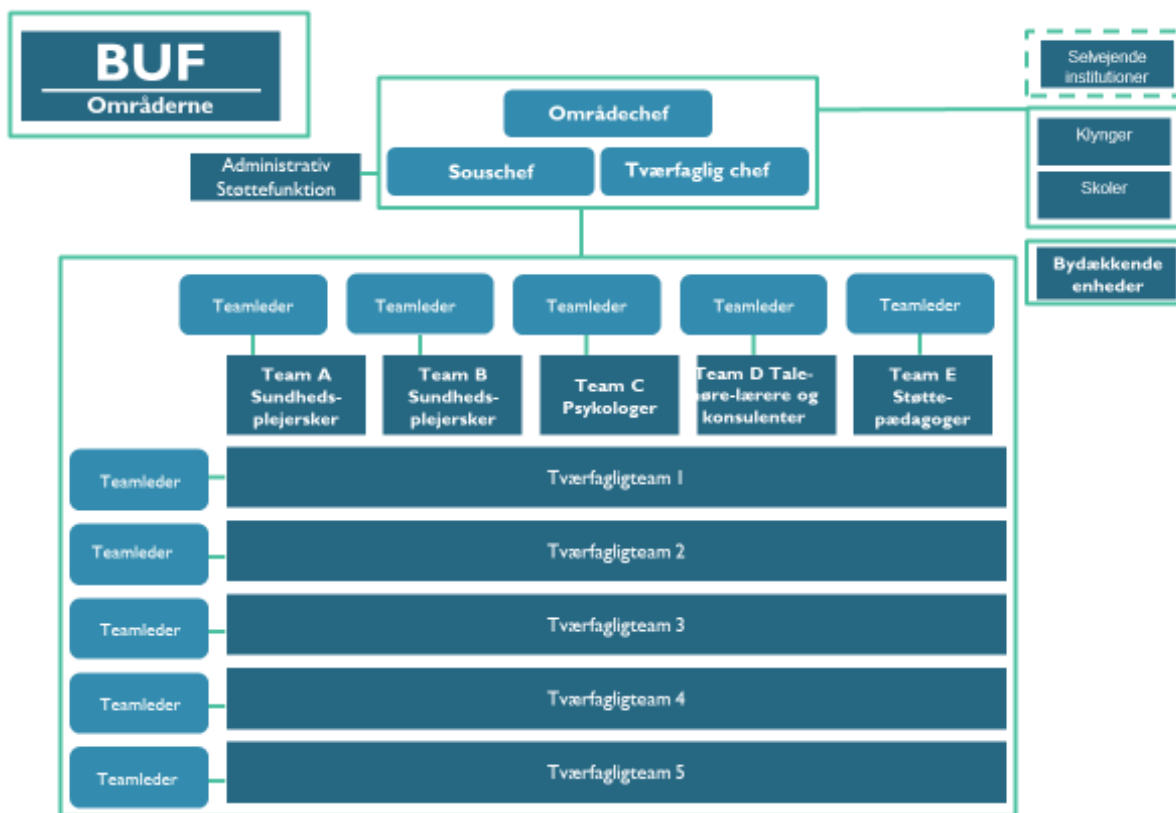 BUF
Områderne
Selvejende
institutioner
Områdechef
Administrativ
Støttefunktion
Souschef
Tværfaglig chef
Klynger
Skoler
Bydækkende
enheder
Teamleder
Teamleder
Teamleder
Teamleder
Teamleder
Team A
Sundheds-
plejersker
Team B
Sundheds-
plejersker
Team C
Psykologer
Team D Tale-
høre-lærere og
konsulenter
Team E
Støtte-
pædagoger
Teamleder
Tværfagligteam 1
Teamleder
Tværfagligteam 2
Teamleder
Tværfagligteam 3
Teamleder
Tværfagligteam 4
Teamleder
Tværfagligteam 5